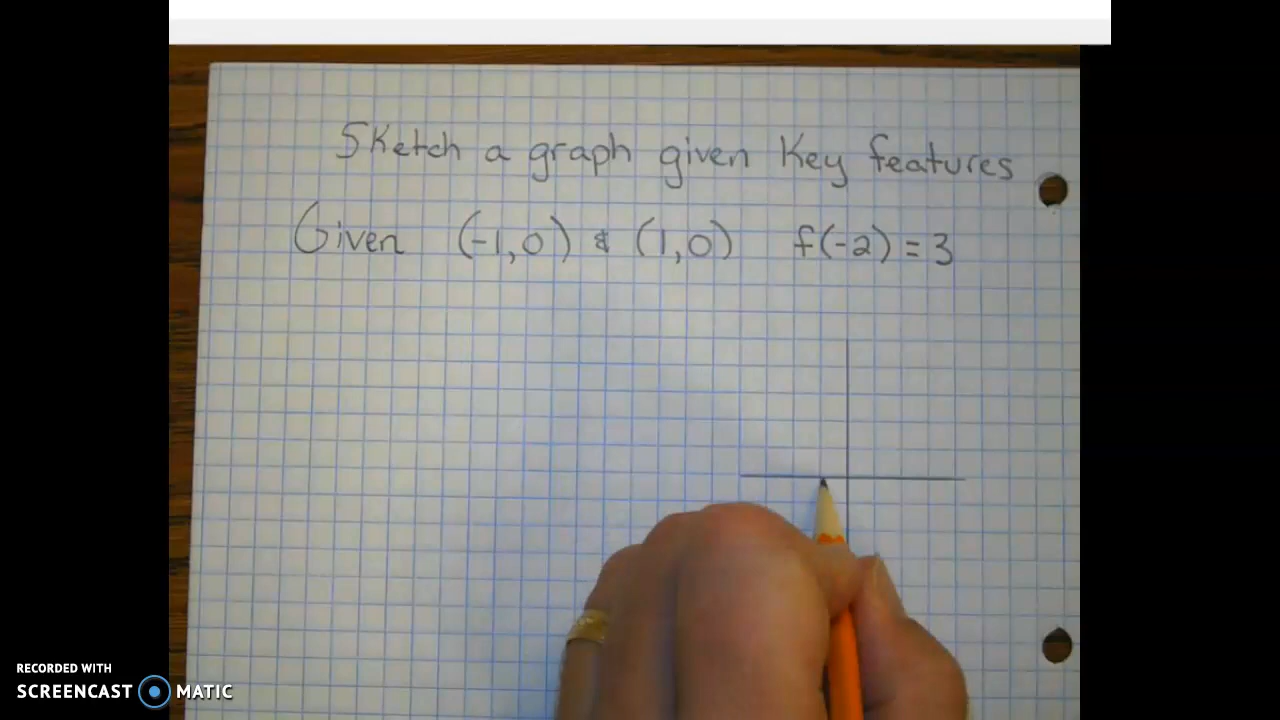 Sketch a graph given key features
Given (-1,0) & (1,0) f(-2) = 3
RECORDED WITH
SCREENCAST MATIC